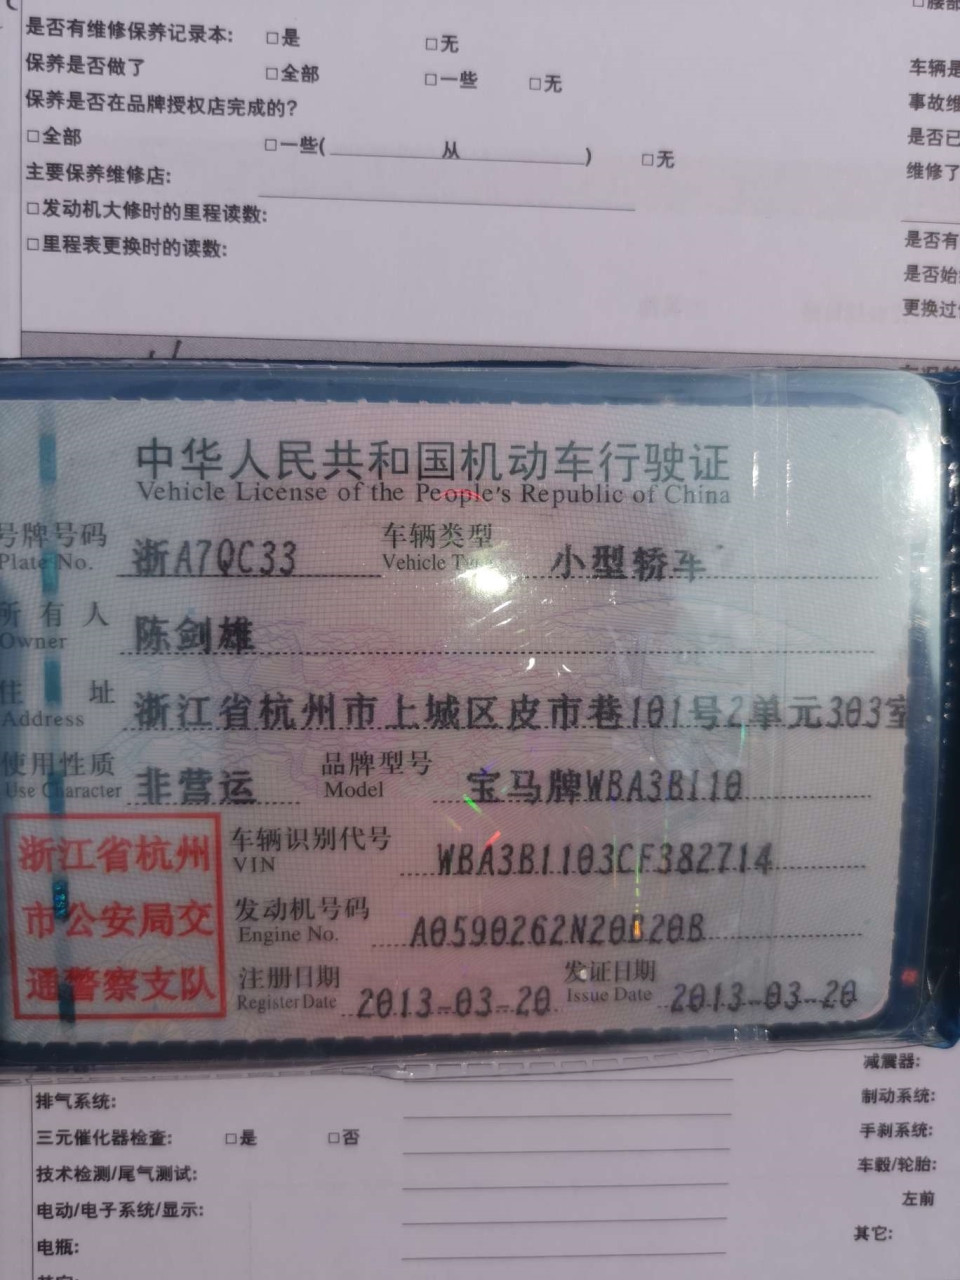 是否有维修保养记录本: □是 □无
保养是否做了 □全部 □一些 □无
保养是否在品牌授权店完成的?
□全部 □一些( 从 ) □无
主要保养维修店:
□发动机大修时的里程读数:
□里程表更换时的读数:
车辆是
事故维
是否已
维修了
是否有
是否始
更换过
中华人民共和国机动车行驶证
Vehicle License of the People's Republic of China
号牌号码 浙A7QC33 车辆类型 小型轿车
Plate No. Vehicle Type
所有人 陈剑雄
Owner
住址 浙江省杭州市上城区皮市巷101号2单元303室
Address
使用性质 非营运 品牌型号 宝马牌WBA3B110
Use Character Model
浙江省杭州
市公安局交
通警察支队
车辆识别代号 WBA3B1103CF382714
VIN
发动机号码 A0590262N20B20B
Engine No.
注册日期 2013-03-20 发证日期 2013-03-20
Register Date Issue Date
排气系统:
三元催化器检查: □是 □否
技术检测/尾气测试:
电动/电子系统/显示:
电瓶:
减震器:
制动系统:
手刹系统:
车毂/轮胎:
左前
其它: